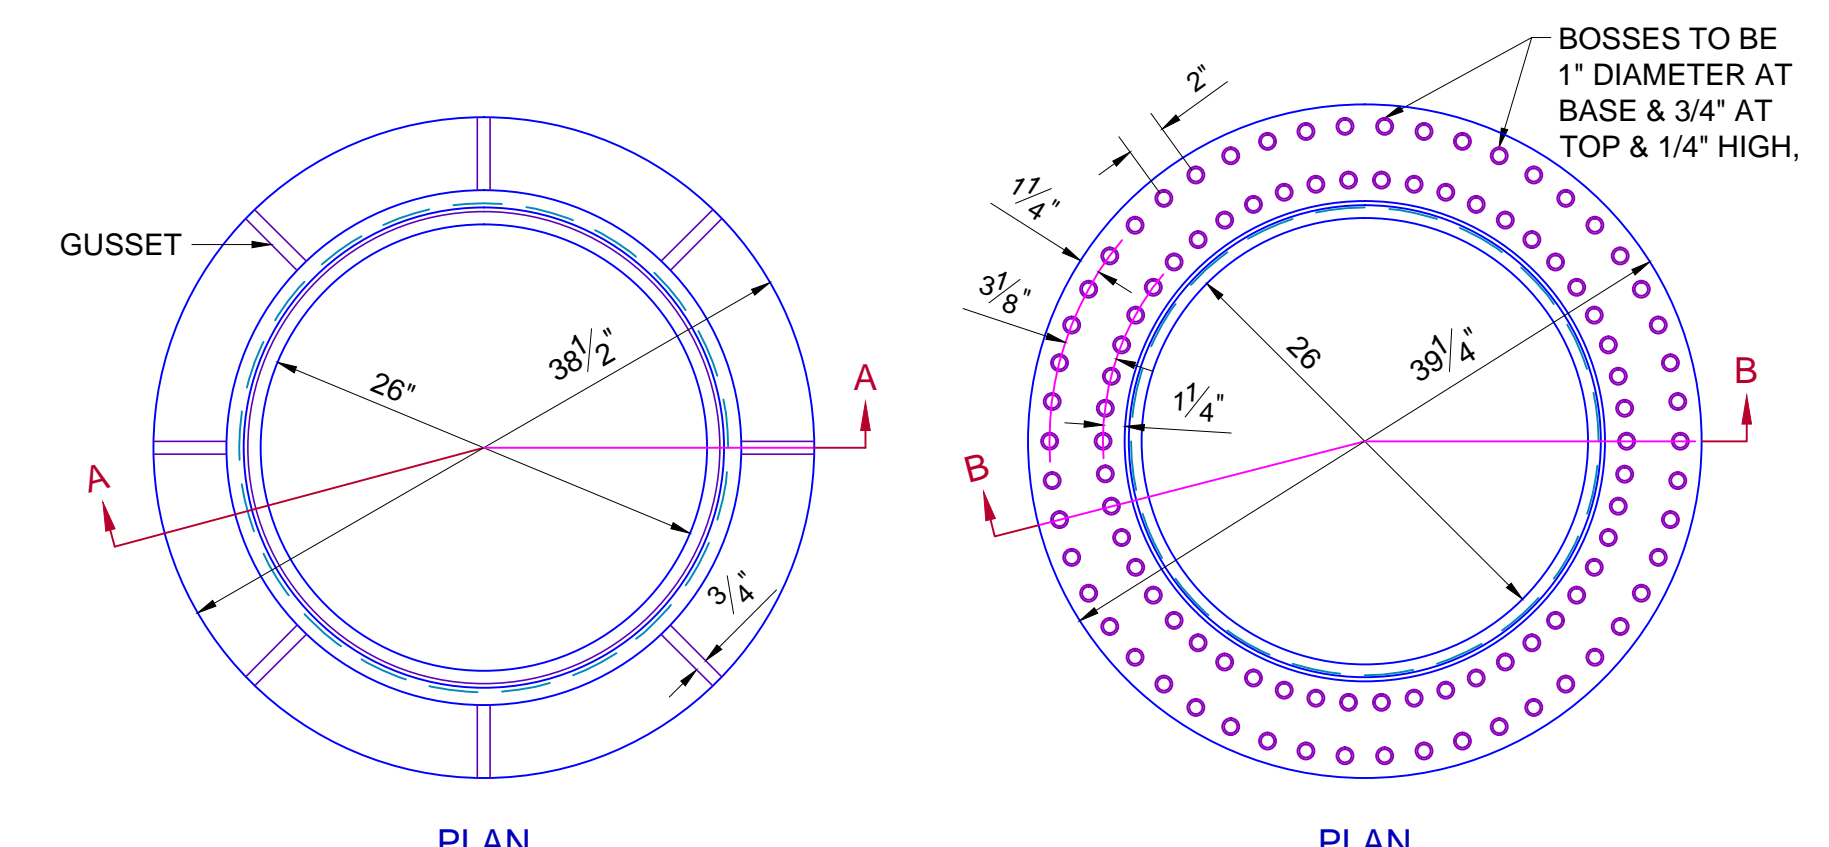 GUSSET
26"
38 1/2"
3/4"
A
A
PLAN
BOSSES TO BE
1" DIAMETER AT
BASE & 3/4" AT
TOP & 1/4" HIGH,
2"
1 1/4"
3 1/8"
1 1/4"
26
39 1/4"
B
B
PLAN